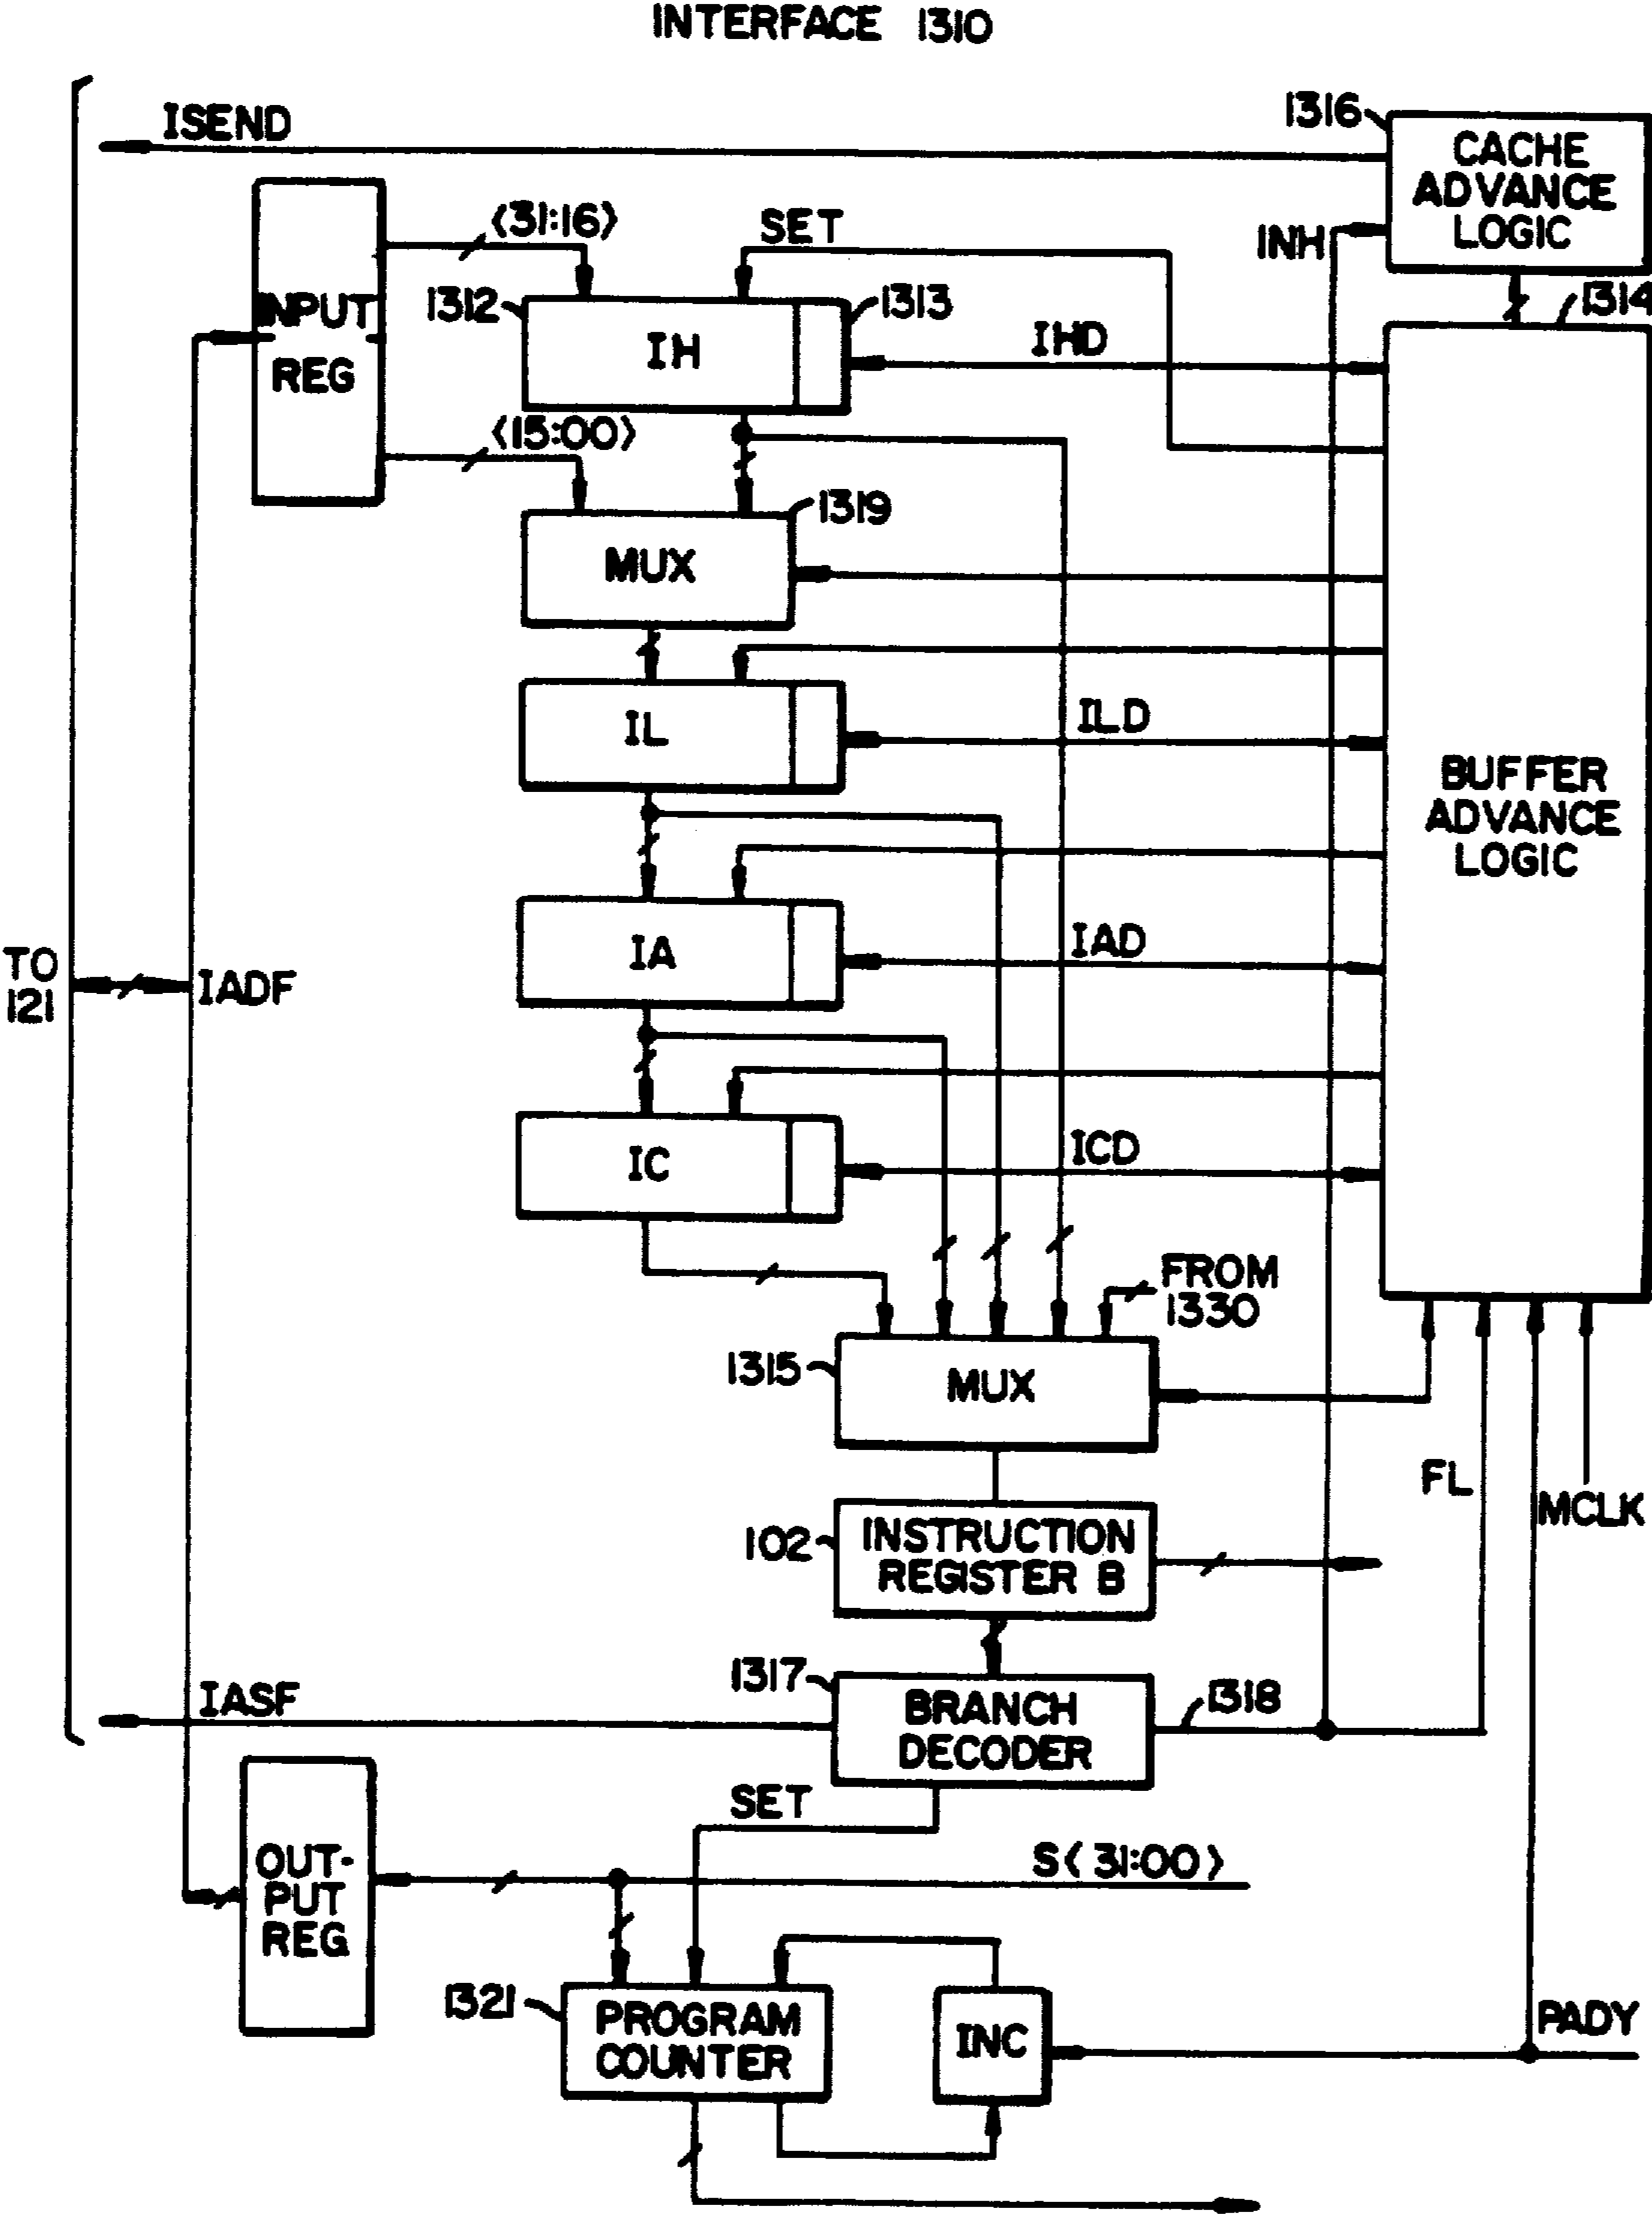 INTERFACE 1310
ISEND
1316
CACHE
ADVANCE
LOGIC
<31:16>
SET
INH
1314
1312
1313
IH
IHD
INPUT
REG
<15:00>
1319
MUX
ILD
IL
BUFFER
ADVANCE
LOGIC
IA
IAD
TO
121
IADF
IC
ICD
FROM
1330
1315
MUX
FL
MCLK
102
INSTRUCTION
REGISTER B
1317
IASF
BRANCH
DECODER
1318
SET
S<31:00>
OUT-
PUT
REG
1321
PROGRAM
COUNTER
INC
PADY